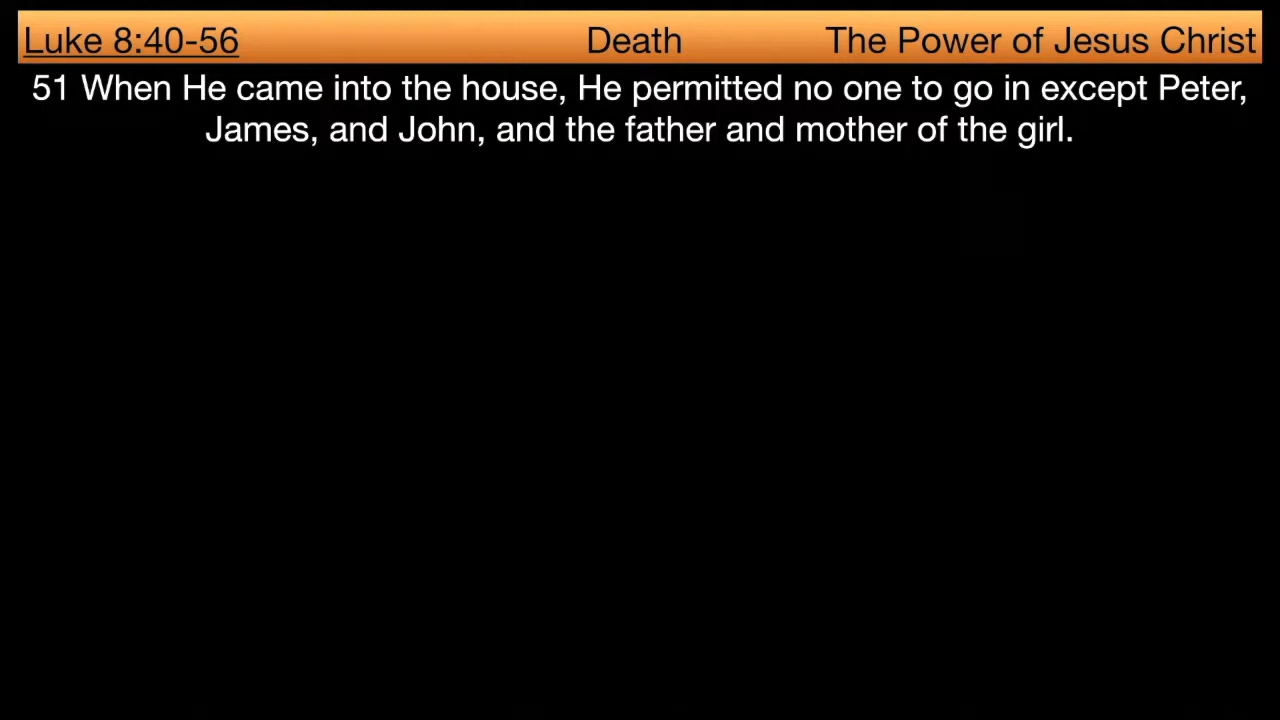 Luke 8:40-56 Death The Power of Jesus Christ
51 When He came into the house, He permitted no one to go in except Peter,
James, and John, and the father and mother of the girl.